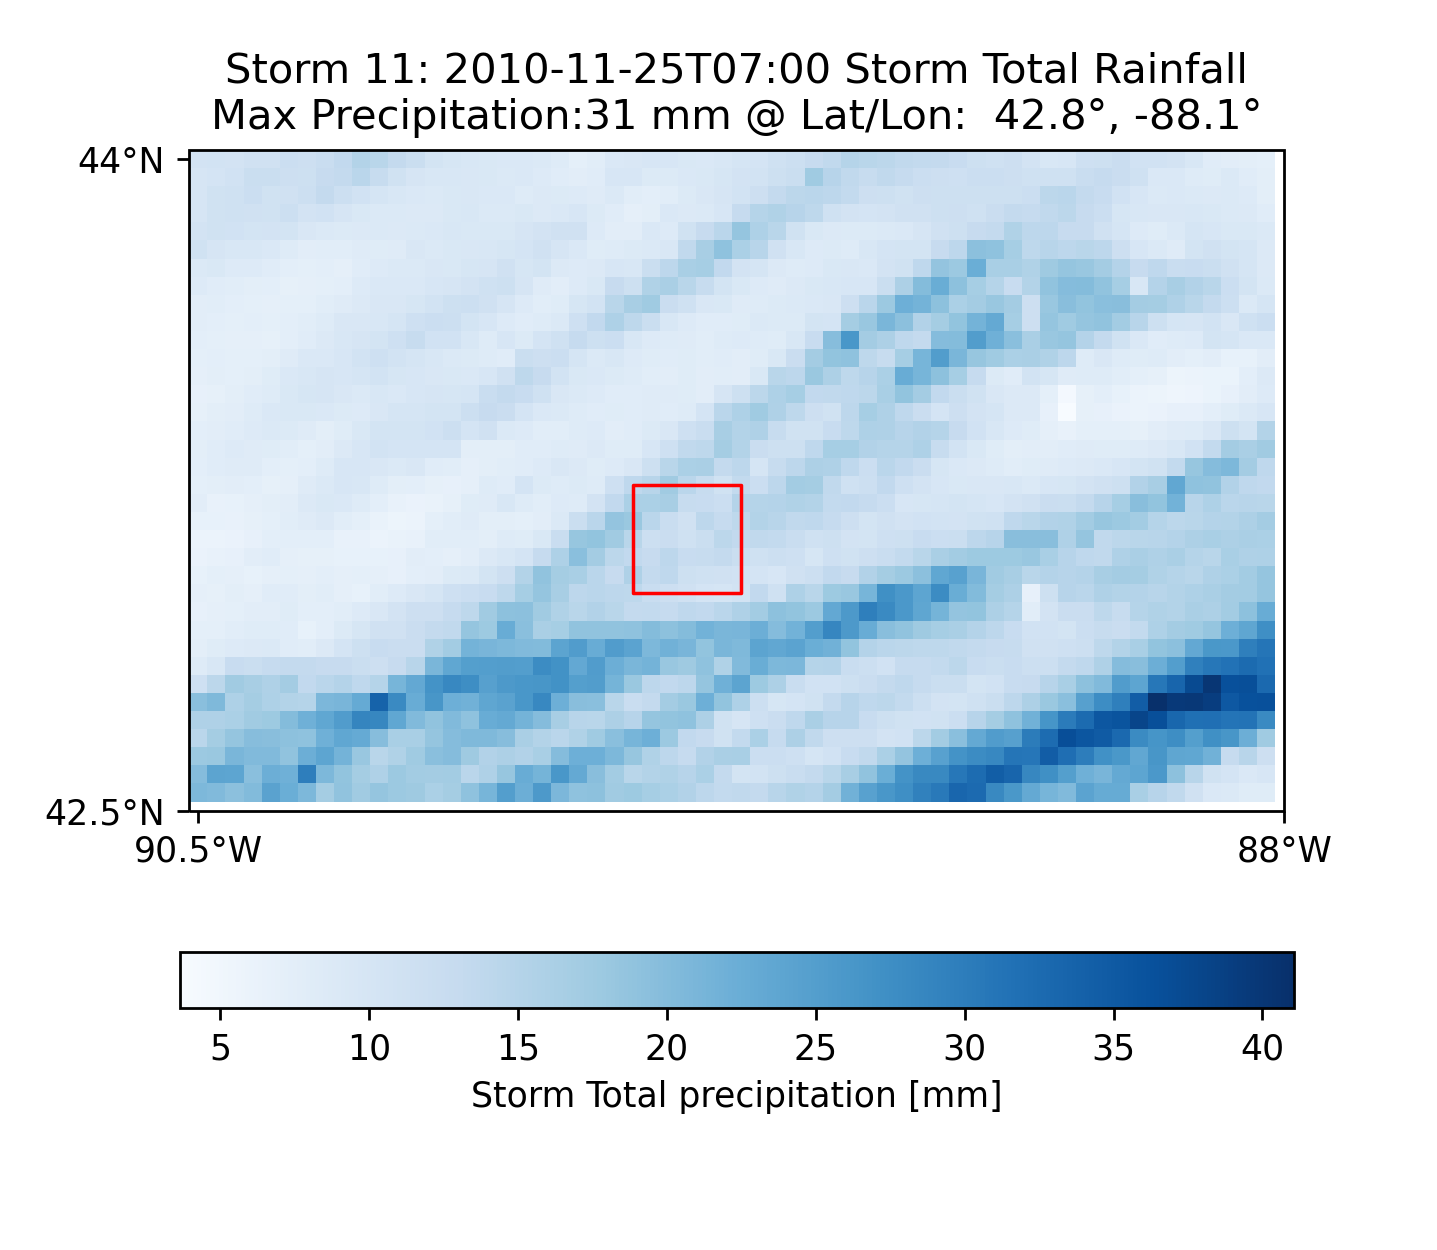 Storm 11: 2010-11-25T07:00 Storm Total Rainfall
Max Precipitation:31 mm @ Lat/Lon:  42.8°, -88.1°
44°N
42.5°N
90.5°W 88°W
5 10 15 20 25 30 35 40
Storm Total precipitation [mm]